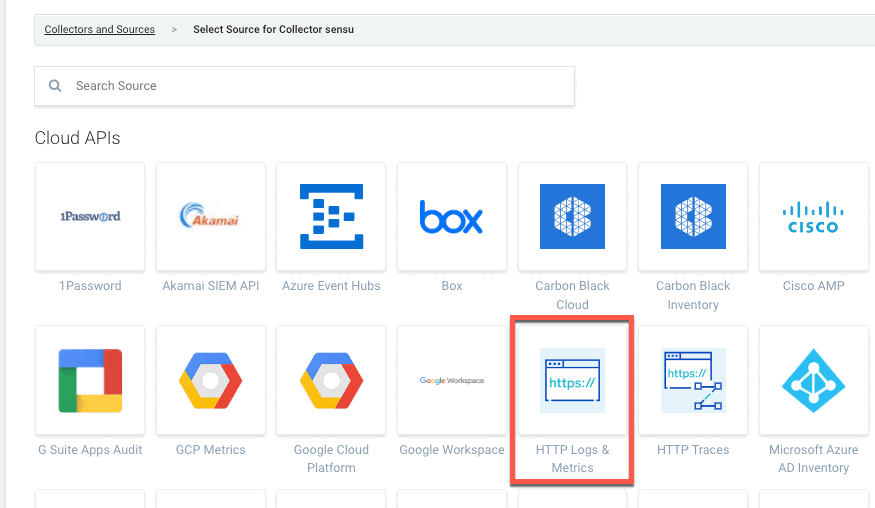 Collectors and Sources > Select Source for Collector sensu
Search Source
Cloud APIs
1Password
Akamai
box
CISCO
1Password
Akamai SIEM API
Azure Event Hubs
Box
Carbon Black
Cloud
Carbon Black
Inventory
Cisco AMP
Google Workspace
https://
https://
G Suite Apps Audit
GCP Metrics
Google Cloud
Platform
Google Workspace
HTTP Logs &
Metrics
HTTP Traces
Microsoft Azure
AD Inventory